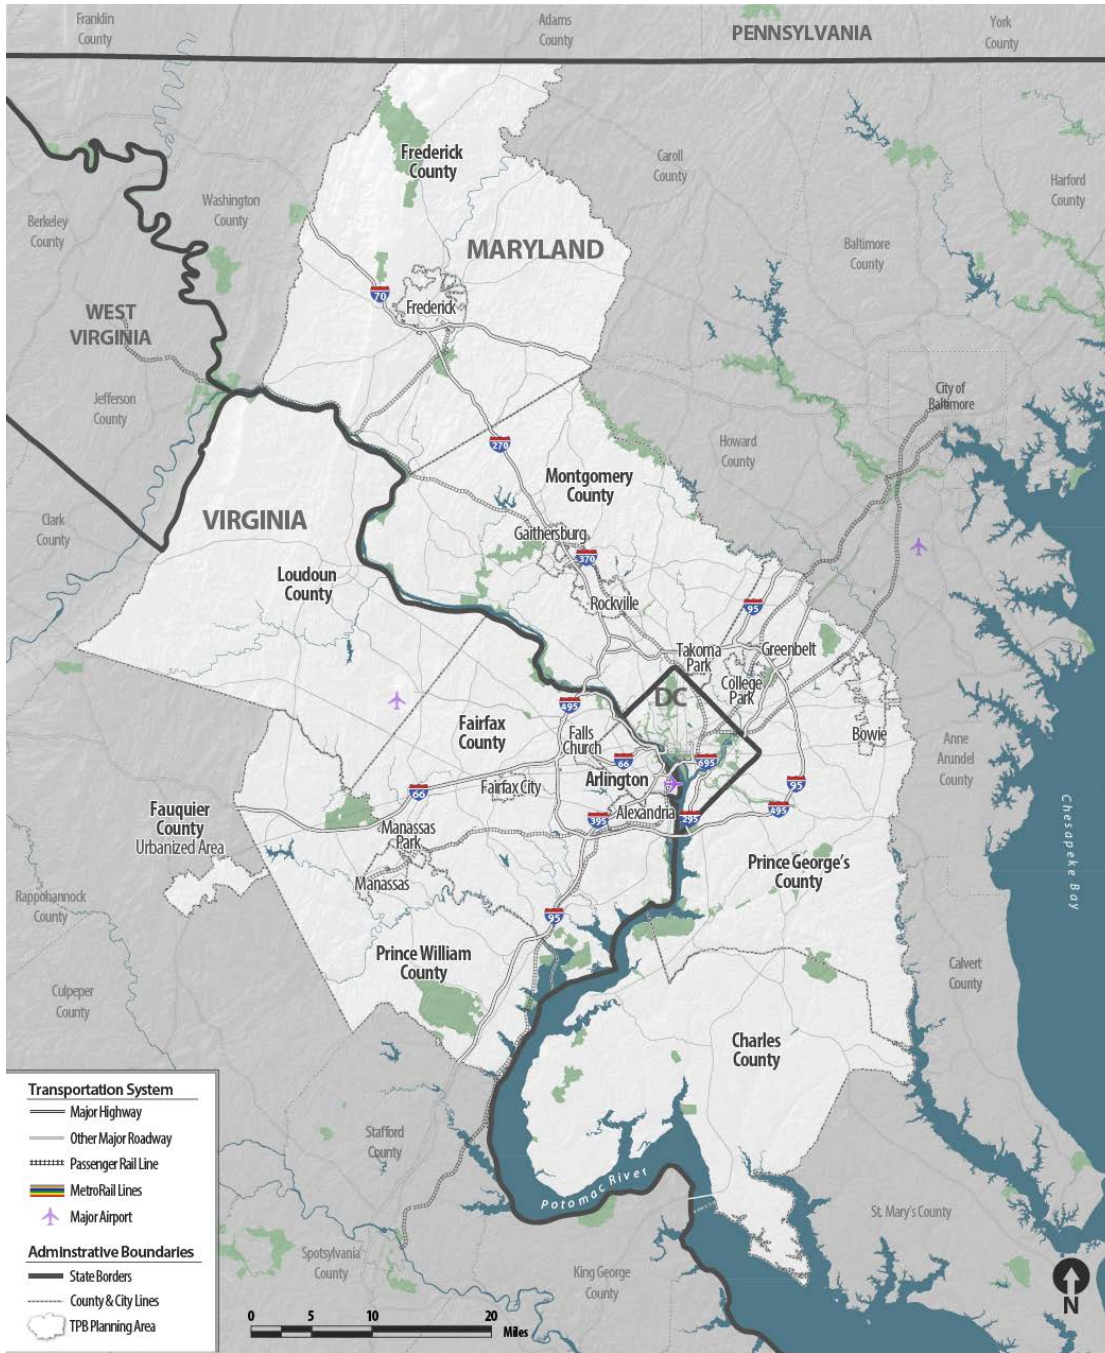 Franklin
County
Adams
County
PENNSYLVANIA
York
County
Frederick
County
Caroll
County
Harford
County
Washington
County
Berkeley
County
MARYLAND
Baltimore
County
70
Frederick
WEST
VIRGINIA
Jefferson
County
City of
Baltimore
270
Howard
County
Montgomery
County
VIRGINIA
Clark
County
Gaithersburg
370
Loudoun
County
Rockville
95
Takoma
Park
Greenbelt
College
Park
DC
495
Fairfax
County
Falls
Church
Bowie
Anne
Arundel
County
66
695
Arlington
Fairfax City
66
95
495
Fauquier
County
Urbanized Area
395
Alexandria
295
Manassas
Park
Manassas
Prince George's
County
Chesapeke Bay
Rappohannock
County
95
Prince William
County
Calvert
County
Culpeper
County
Charles
County
Transportation System
Major Highway
Other Major Roadway
Passenger Rail Line
MetroRail Lines
Major Airport
Adminstrative Boundaries
State Borders
County & City Lines
TPB Planning Area
Stafford
County
Potomac River
St. Mary's County
Spotsylvania
County
King George
County
N
0 5 10 20
Miles